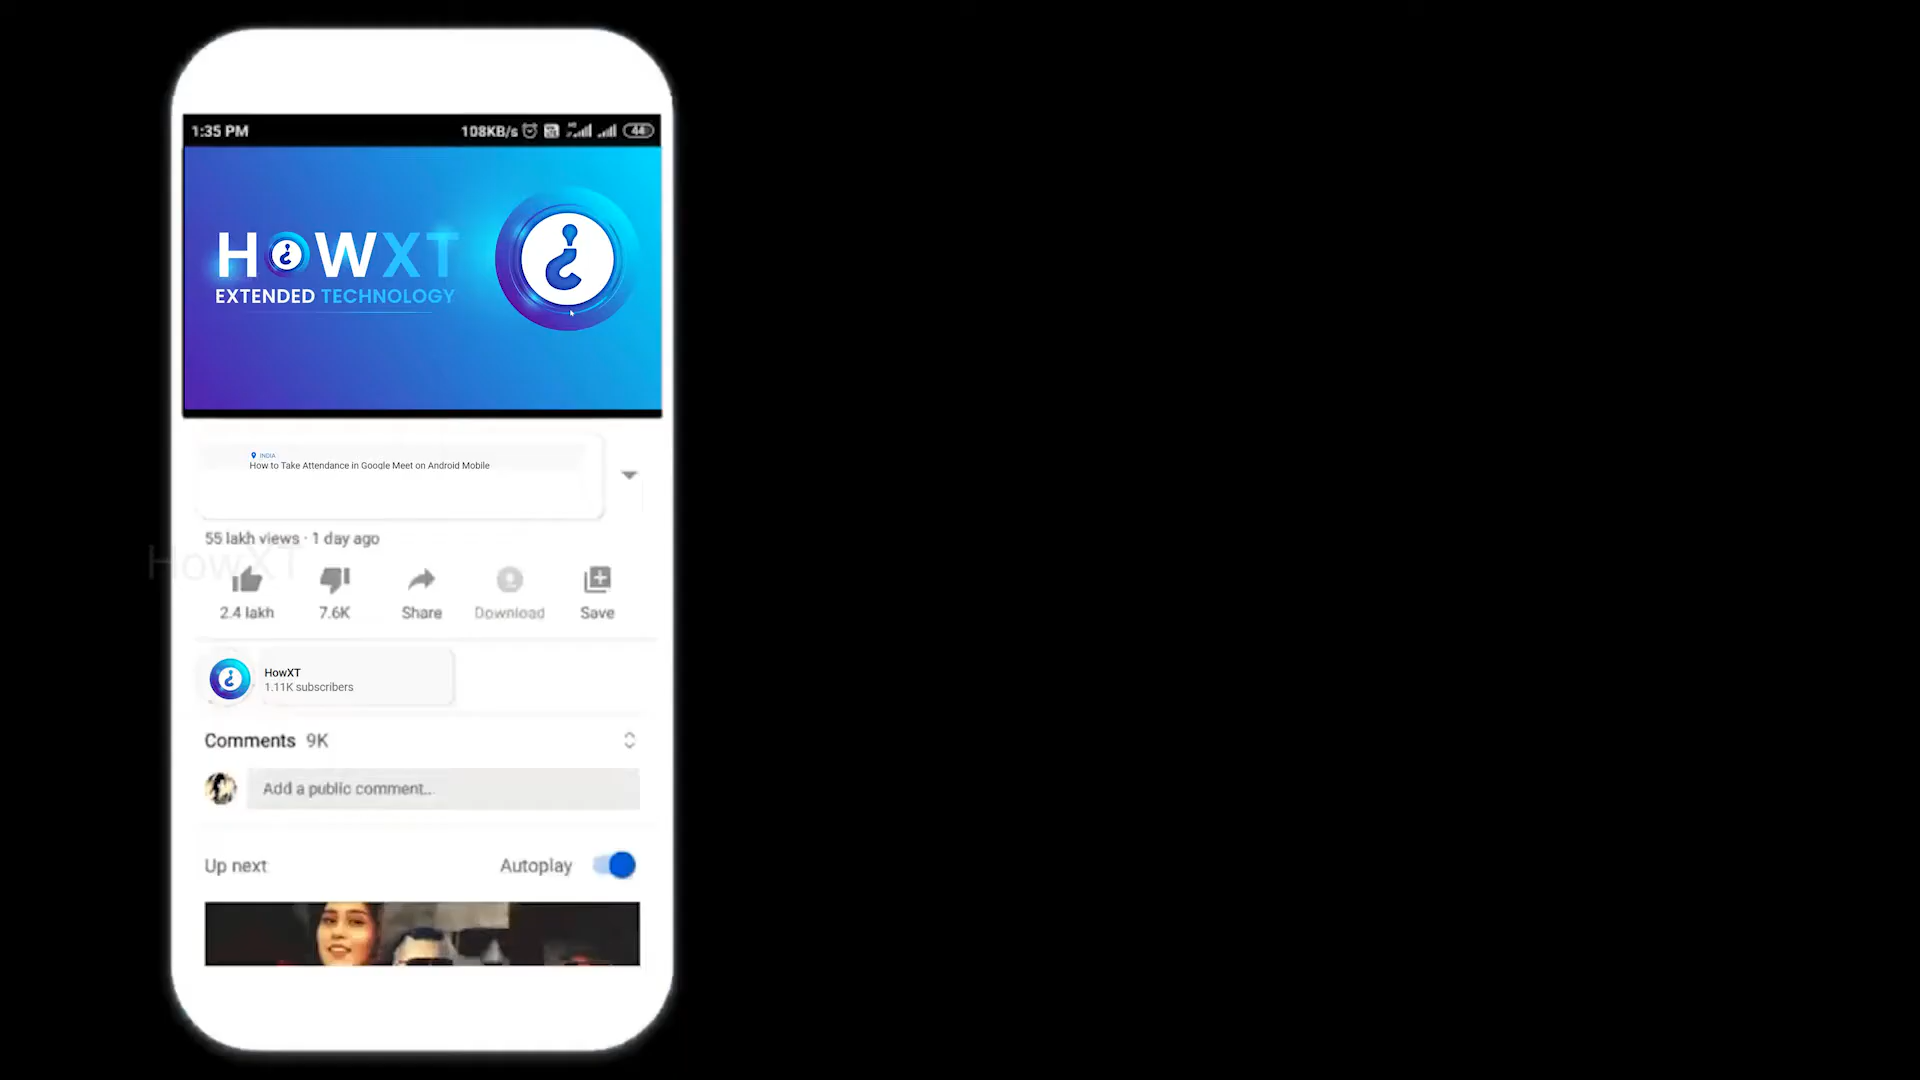 1:35 PM 108KB/s 44
HOWXT
EXTENDED TECHNOLOGY
INDIA
How to Take Attendance in Google Meet on Android Mobile
55 lakh views · 1 day ago
HowXT
2.4 lakh 7.6K Share Download Save
HowXT
1.11K subscribers
Comments 9K
Add a public comment...
Up next Autoplay